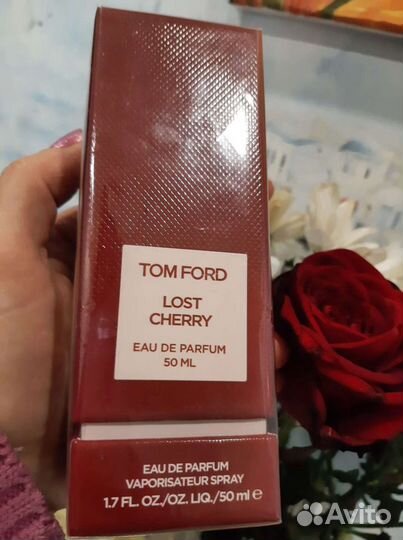 TOM FORD
LOST
CHERRY
EAU DE PARFUM
50 ML
EAU DE PARFUM
VAPORISATEUR SPRAY
1.7 FL. OZ./OZ. LIQ./50 ml e
Avito